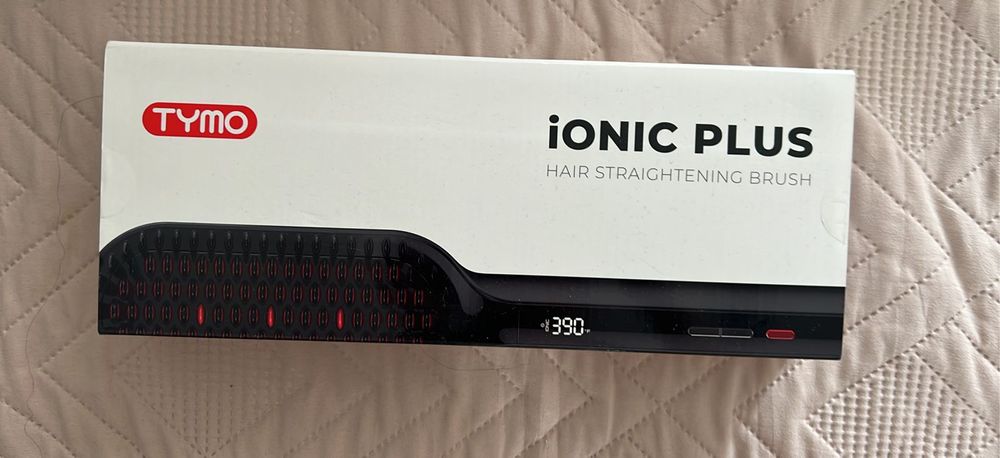 TYMO
iONIC PLUS
HAIR STRAIGHTENING BRUSH
390°F